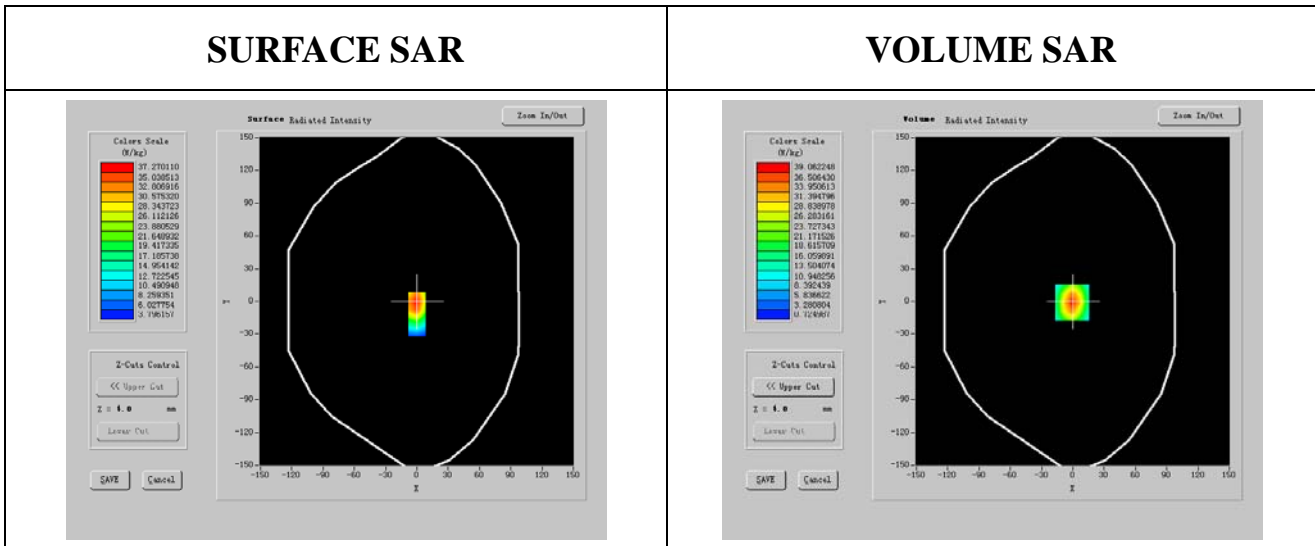 SURFACE SAR
VOLUME SAR
Surface Radiated Intensity
Zoom In/Out
Colors Scale
(W/kg)
37.270110
35.038513
32.806916
30.575320
28.343723
26.112126
23.880529
21.648932
19.417335
17.185738
14.954142
12.722545
10.490948
8.259351
6.027754
3.796157
150
120
90
60
30
0
-30
-60
-90
-120
-150
Y
-150 -120 -90 -60 -30 0 30 60 90 120 150
X
Z-Cuts Control
<< Upper Cut
Z = 4.0 mm
Lower Cut
SAVE
Cancel
Volume Radiated Intensity
Zoom In/Out
Colors Scale
(W/kg)
39.062248
36.506430
33.950613
31.394796
28.838978
26.283161
23.727343
21.171526
18.615709
16.059891
13.504074
10.948256
8.392439
5.836622
3.280804
0.724987
150
120
90
60
30
0
-30
-60
-90
-120
-150
Y
-150 -120 -90 -60 -30 0 30 60 90 120 150
X
Z-Cuts Control
<< Upper Cut
Z = 4.0 mm
Lower Cut
SAVE
Cancel